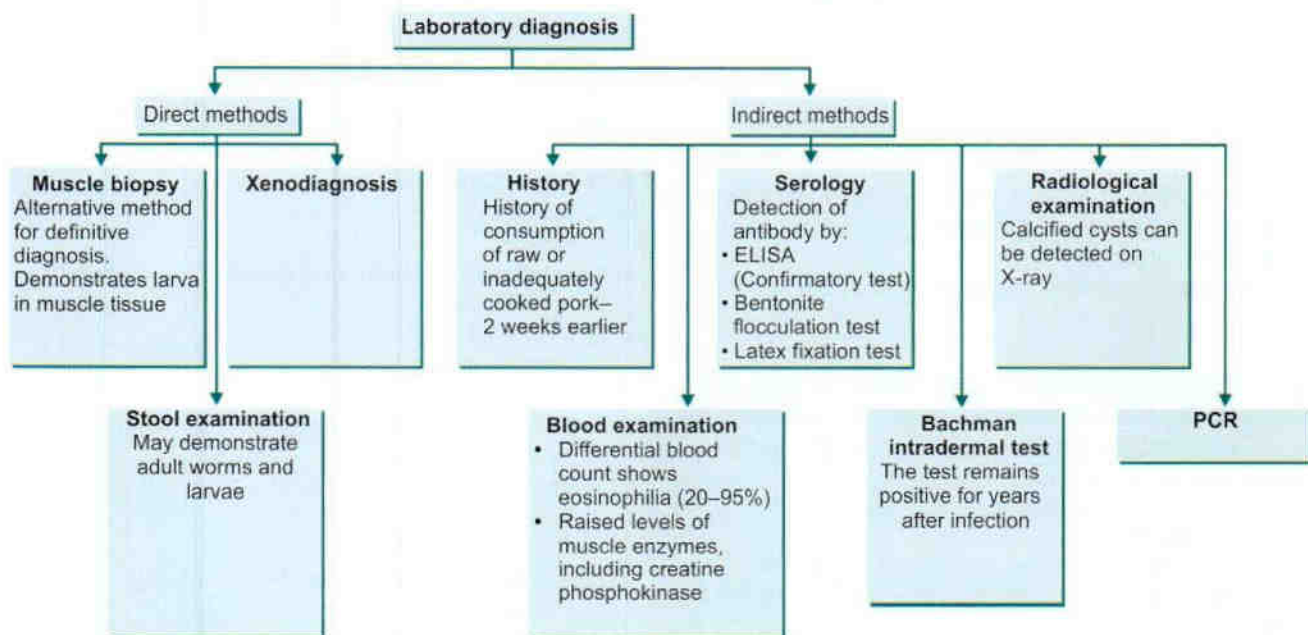 Laboratory diagnosis
Direct methods
Indirect methods
Muscle biopsy
Alternative method
for definitive
diagnosis.
Demonstrates larva
in muscle tissue
Xenodiagnosis
History
History of
consumption
of raw or
inadequately
cooked pork–
2 weeks earlier
Serology
Detection of
antibody by:
• ELISA
(Confirmatory test)
• Bentonite
flocculation test
• Latex fixation test
Radiological
examination
Calcified cysts can
be detected on
X-ray
Stool examination
May demonstrate
adult worms and
larvae
Blood examination
• Differential blood
count shows
eosinophilia (20–95%)
• Raised levels of
muscle enzymes,
including creatine
phosphokinase
Bachman
intradermal test
The test remains
positive for years
after infection
PCR